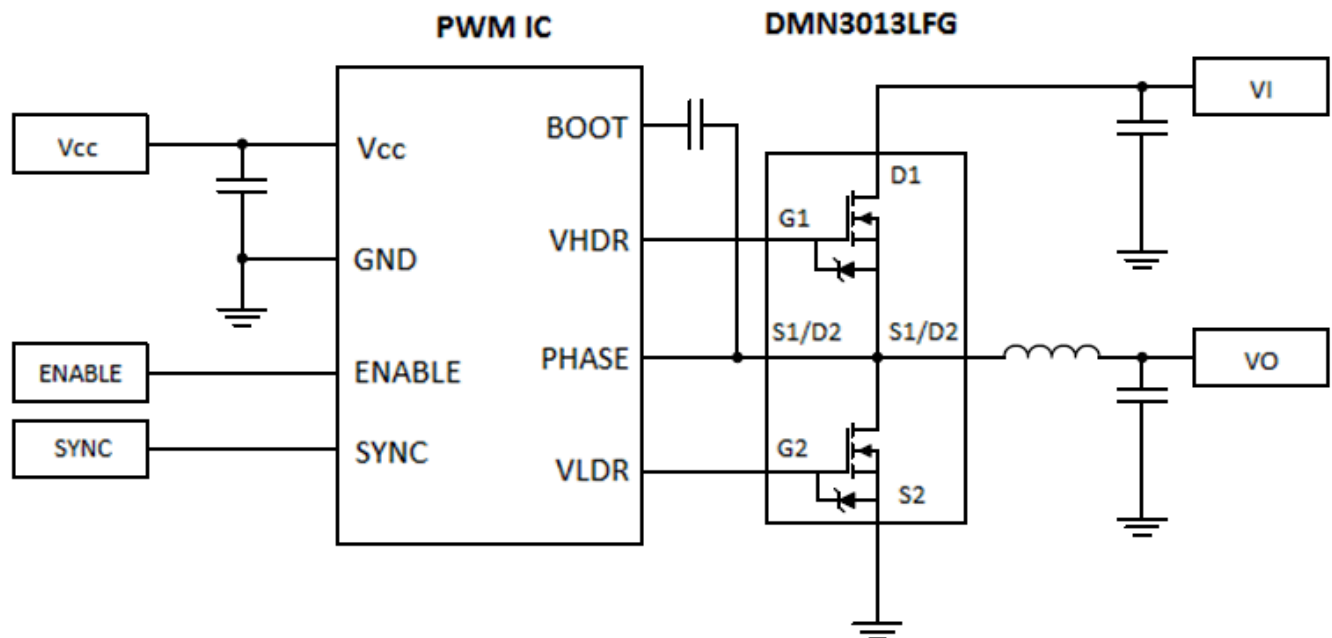 PWM IC
DMN3013LFG
Vcc
Vcc
GND
ENABLE
ENABLE
SYNC
SYNC
BOOT
VHDR
PHASE
VLDR
D1
G1
S1/D2
S1/D2
G2
S2
VI
VO